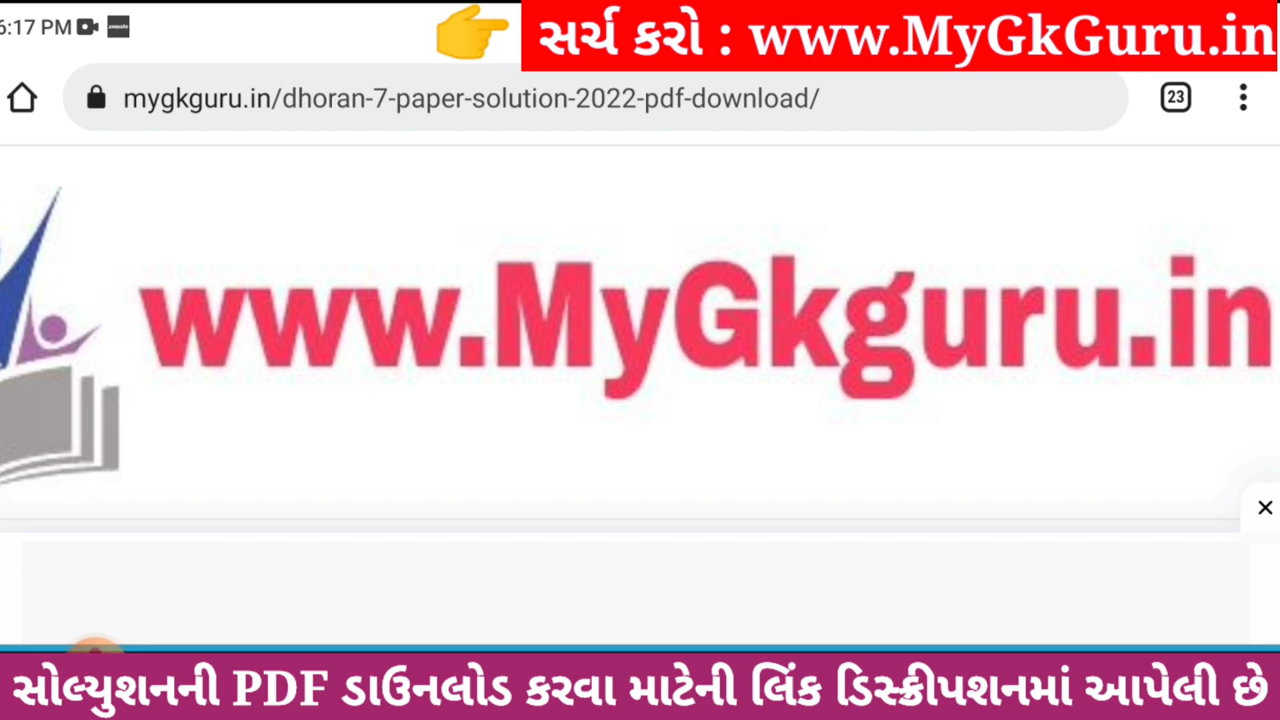 6:17 PM
સર્ચ કરો : www.MyGkGuru.in
mygkguru.in/dhoran-7-paper-solution-2022-pdf-download/
23
www.MyGkguru.in
સોલ્યુશનની PDF ડાઉનલોડ કરવા માટેની લિંક ડિસ્ક્રીપશનમાં આપેલી છે